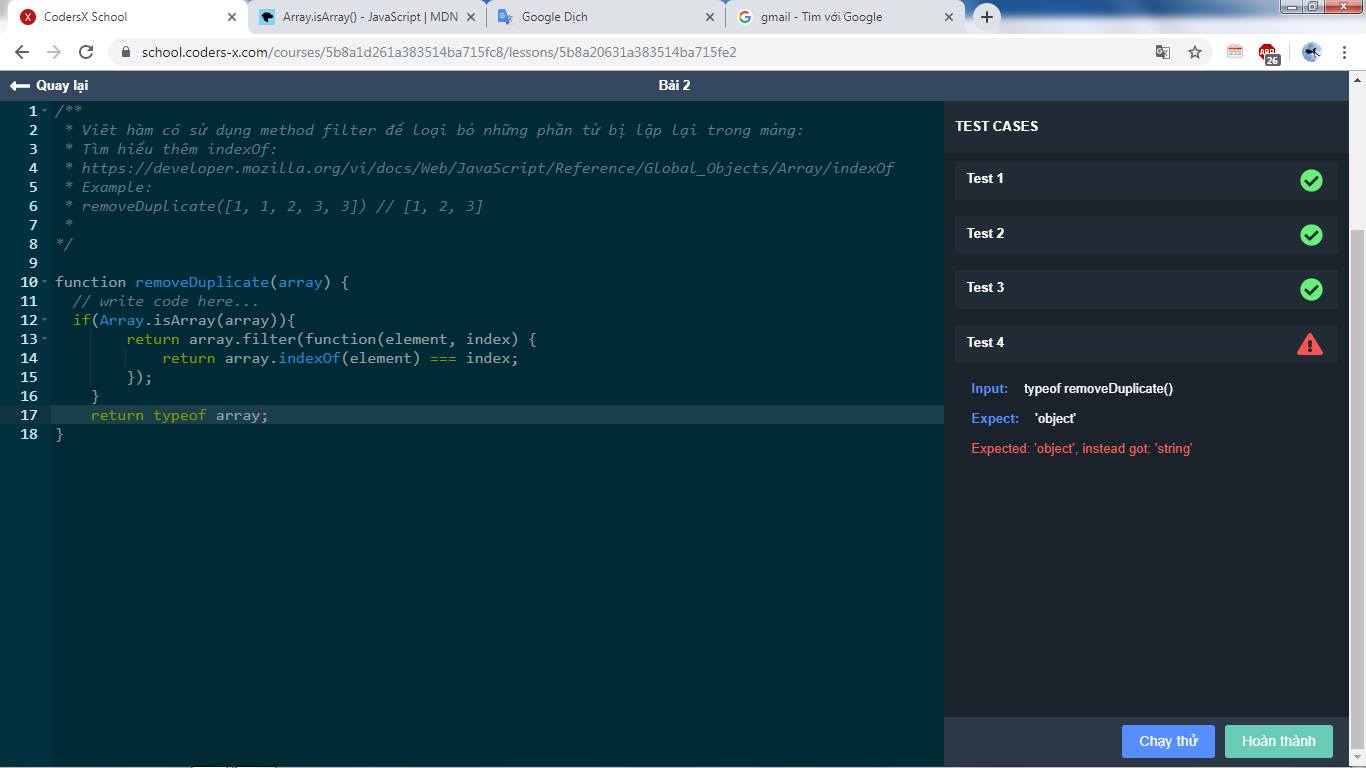 CodersX School
Array.isArray() - JavaScript | MDN
Google Dịch
gmail - Tìm với Google
school.coders-x.com/courses/5b8a1d261a383514ba715fc8/lessons/5b8a20631a383514ba715fe2
ABP
26
Quay lại
Bài 2
1 /**
2 * Viết hàm có sử dụng method filter để loại bỏ những phần tử bị lặp lại trong mảng:
3 * Tìm hiểu thêm indexOf:
4 * https://developer.mozilla.org/vi/docs/Web/JavaScript/Reference/Global_Objects/Array/indexOf
5 * Example:
6 * removeDuplicate([1, 1, 2, 3, 3]) // [1, 2, 3]
7 *
8 */
9
10 function removeDuplicate(array) {
11 // write code here...
12 if(Array.isArray(array)){
13 return array.filter(function(element, index) {
14 return array.indexOf(element) === index;
15 });
16 }
17 return typeof array;
18 }
TEST CASES
Test 1
Test 2
Test 3
Test 4
Input: typeof removeDuplicate()
Expect: 'object'
Expected: 'object', instead got: 'string'
Chạy thử
Hoàn thành